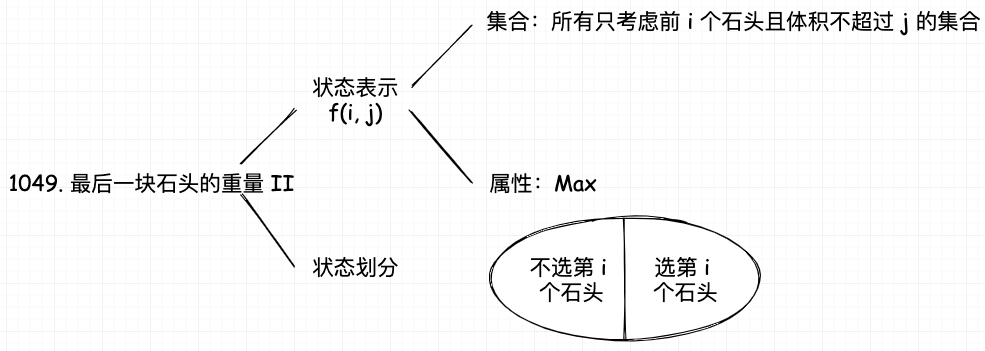 集合：所有只考虑前 i 个石头且体积不超过 j 的集合
状态表示
f(i, j)
1049. 最后一块石头的重量 II
属性：Max
状态划分
不选第 i
个石头
选第 i
个石头